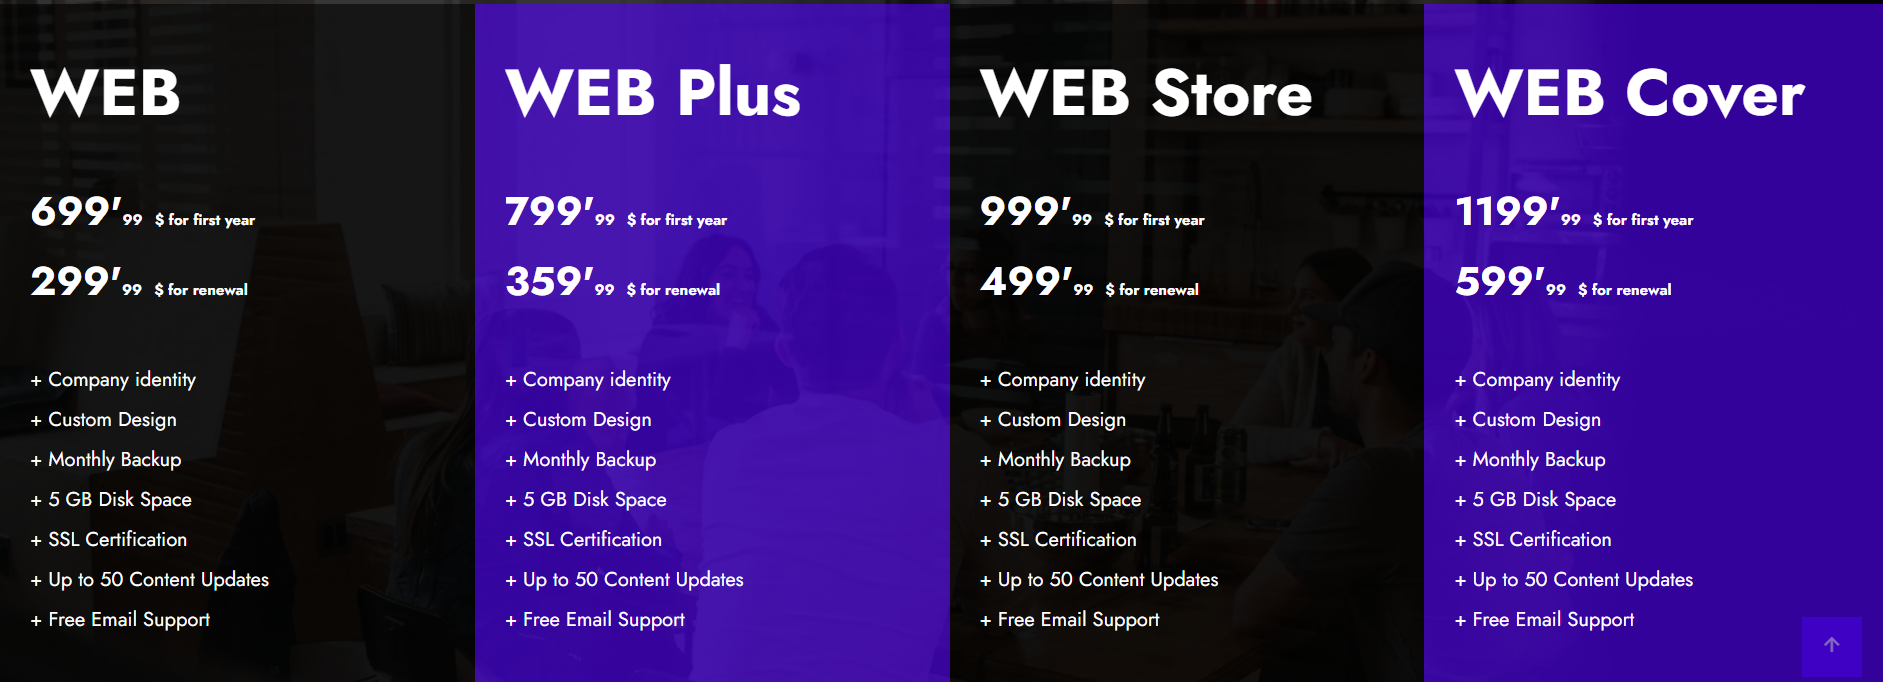 WEB
699'99 $ for first year
299'99 $ for renewal
+ Company identity
+ Custom Design
+ Monthly Backup
+ 5 GB Disk Space
+ SSL Certification
+ Up to 50 Content Updates
+ Free Email Support
WEB Plus
799'99 $ for first year
359'99 $ for renewal
+ Company identity
+ Custom Design
+ Monthly Backup
+ 5 GB Disk Space
+ SSL Certification
+ Up to 50 Content Updates
+ Free Email Support
WEB Store
999'99 $ for first year
499'99 $ for renewal
+ Company identity
+ Custom Design
+ Monthly Backup
+ 5 GB Disk Space
+ SSL Certification
+ Up to 50 Content Updates
+ Free Email Support
WEB Cover
1199'99 $ for first year
599'99 $ for renewal
+ Company identity
+ Custom Design
+ Monthly Backup
+ 5 GB Disk Space
+ SSL Certification
+ Up to 50 Content Updates
+ Free Email Support